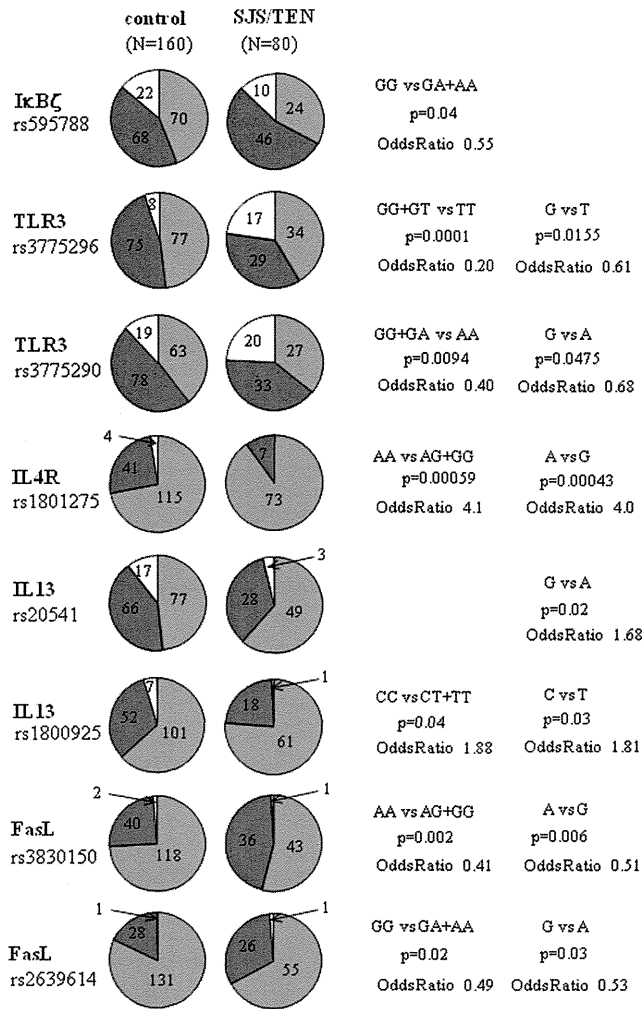 control SJS/TEN
(N=160) (N=80)
IκBζ
rs595788
22 70 68
10 24 46
GG vs GA+AA
p=0.04
OddsRatio 0.55
TLR3
rs3775296
8 77 75
17 34 29
GG+GT vs TT G vs T
p=0.0001 p=0.0155
OddsRatio 0.20 OddsRatio 0.61
TLR3
rs3775290
19 63 78
20 27 33
GG+GA vs AA G vs A
p=0.0094 p=0.0475
OddsRatio 0.40 OddsRatio 0.68
IL4R
rs1801275
4 41 115
7 73
AA vs AG+GG A vs G
p=0.00059 p=0.00043
OddsRatio 4.1 OddsRatio 4.0
IL13
rs20541
17 66 77
3 28 49
G vs A
p=0.02
OddsRatio 1.68
IL13
rs1800925
7 52 101
1 18 61
CC vs CT+TT C vs T
p=0.04 p=0.03
OddsRatio 1.88 OddsRatio 1.81
FasL
rs3830150
2 40 118
1 36 43
AA vs AG+GG A vs G
p=0.002 p=0.006
OddsRatio 0.41 OddsRatio 0.51
FasL
rs2639614
1 28 131
1 26 55
GG vs GA+AA G vs A
p=0.02 p=0.03
OddsRatio 0.49 OddsRatio 0.53